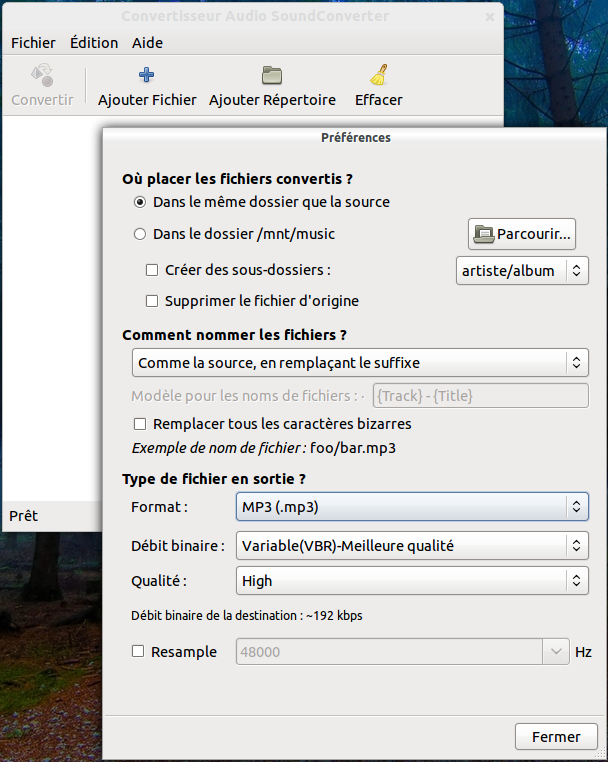 Convertisseur Audio SoundConverter
Fichier Édition Aide
Convertir Ajouter Fichier Ajouter Répertoire Effacer
Préférences
Où placer les fichiers convertis ?
Dans le même dossier que la source
Dans le dossier /mnt/music Parcourir...
Créer des sous-dossiers : artiste/album
Supprimer le fichier d'origine
Comment nommer les fichiers ?
Comme la source, en remplaçant le suffixe
Modèle pour les noms de fichiers : · {Track} - {Title}
Remplacer tous les caractères bizarres
Exemple de nom de fichier : foo/bar.mp3
Type de fichier en sortie ?
Format : MP3 (.mp3)
Prêt
Débit binaire : Variable(VBR)-Meilleure qualité
Qualité : High
Débit binaire de la destination : ~192 kbps
Resample 48000 Hz
Fermer